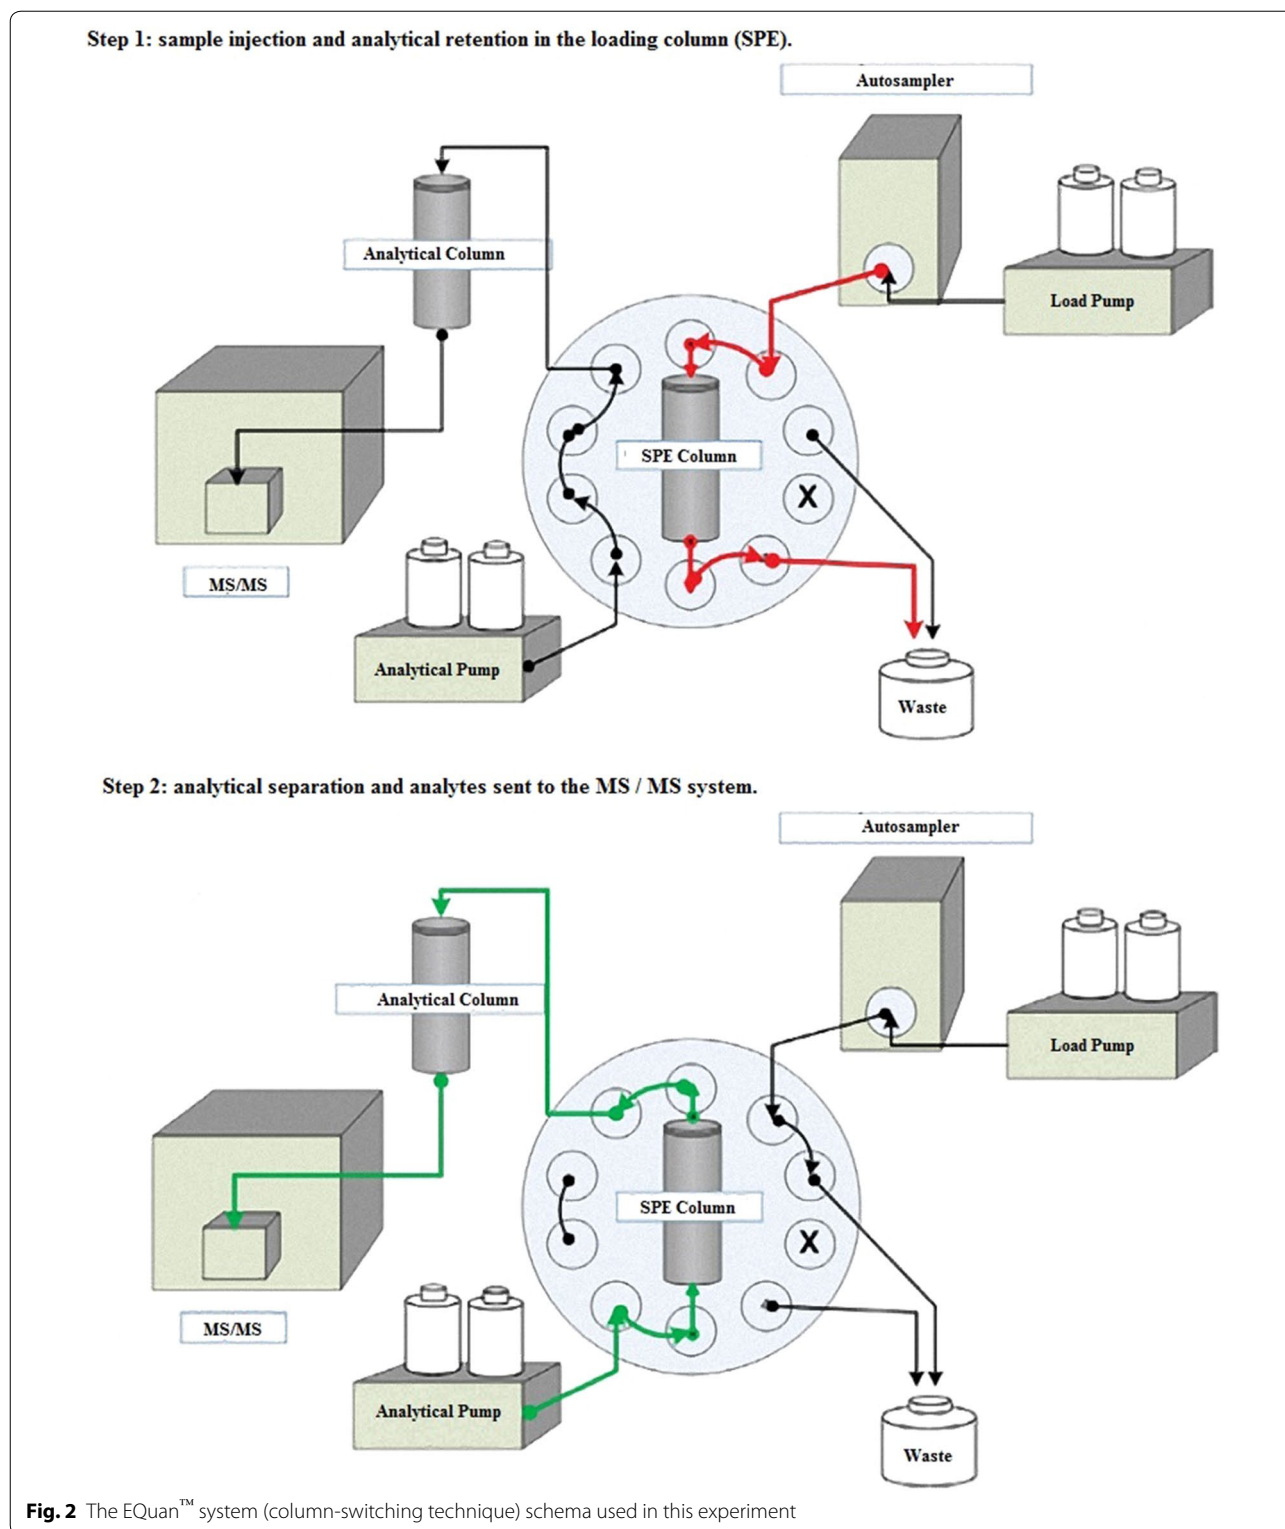 Step 1: sample injection and analytical retention in the loading column (SPE).
Autosampler
Analytical Column
Load Pump
SPE Column
X
MS/MS
Analytical Pump
Waste
Step 2: analytical separation and analytes sent to the MS / MS system.
Autosampler
Analytical Column
Load Pump
SPE Column
X
MS/MS
Analytical Pump
Waste
Fig. 2 The EQuan™ system (column-switching technique) schema used in this experiment